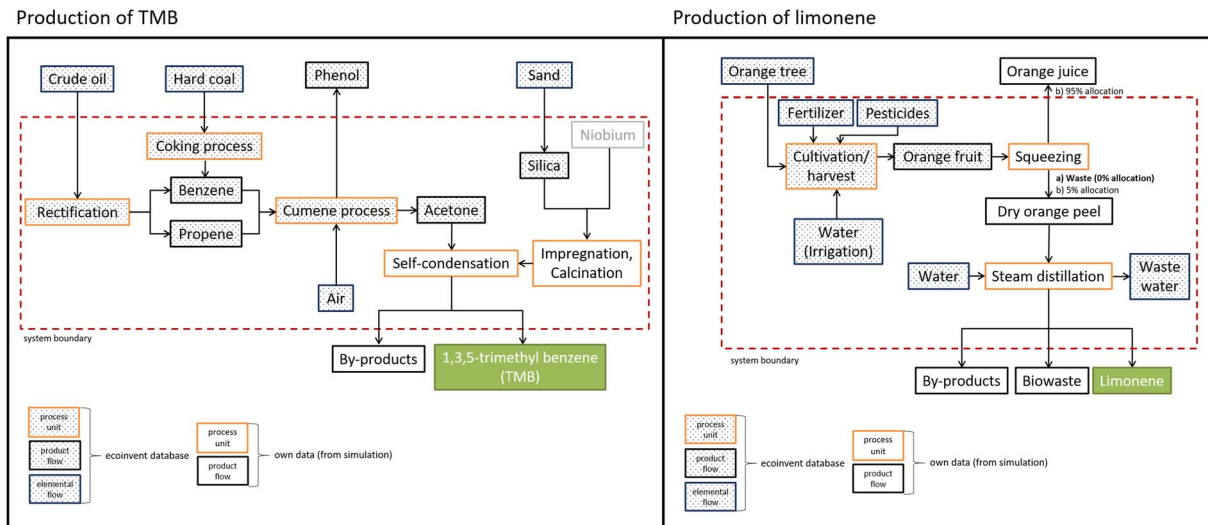 Production of TMB
Crude oil
Hard coal
Phenol
Sand
Niobium
Coking process
Silica
Benzene
Rectification
Cumene process
Acetone
Propene
Self-condensation
Impregnation,
Calcination
Air
system boundary
By-products
1,3,5-trimethyl benzene
(TMB)
process
unit
product
flow
elemental
flow
ecoinvent database
process
unit
product
flow
own data (from simulation)
Production of limonene
Orange tree
Orange juice
b) 95% allocation
Fertilizer
Pesticides
Cultivation/
harvest
Orange fruit
Squeezing
a) Waste (0% allocation)
b) 5% allocation
Dry orange peel
Water
(Irrigation)
Water
Steam distillation
Waste
water
system boundary
By-products
Biowaste
Limonene
process
unit
product
flow
elemental
flow
ecoinvent database
process
unit
product
flow
own data (from simulation)